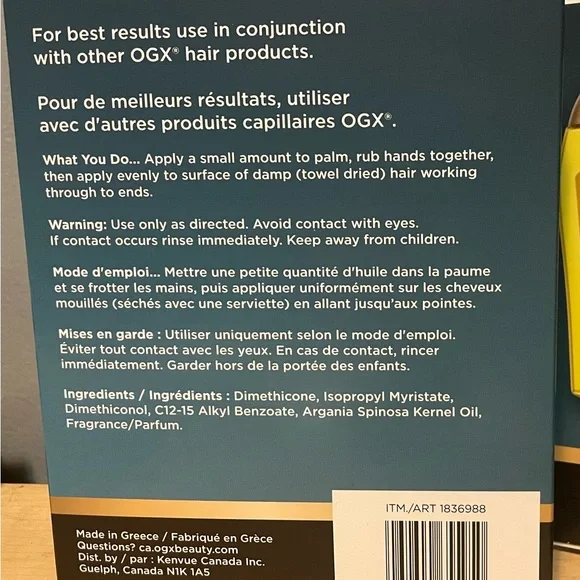 For best results use in conjunction
with other OGX® hair products.
Pour de meilleurs résultats, utiliser
avec d'autres produits capillaires OGX®.
What You Do... Apply a small amount to palm, rub hands together,
then apply evenly to surface of damp (towel dried) hair working
through to ends.
Warning: Use only as directed. Avoid contact with eyes.
If contact occurs rinse immediately. Keep away from children.
Mode d'emploi... Mettre une petite quantité d'huile dans la paume
et se frotter les mains, puis appliquer uniformément sur les cheveux
mouillés (séchés avec une serviette) en allant jusqu'aux pointes.
Mises en garde : Utiliser uniquement selon le mode d'emploi.
Éviter tout contact avec les yeux. En cas de contact, rincer
immédiatement. Garder hors de la portée des enfants.
Ingredients / Ingrédients : Dimethicone, Isopropyl Myristate,
Dimethiconol, C12-15 Alkyl Benzoate, Argania Spinosa Kernel Oil,
Fragrance/Parfum.
ITM./ART 1836988
Made in Greece / Fabriqué en Grèce
Questions? ca.ogxbeauty.com
Dist. by / par : Kenvue Canada Inc.
Guelph, Canada N1K 1A5